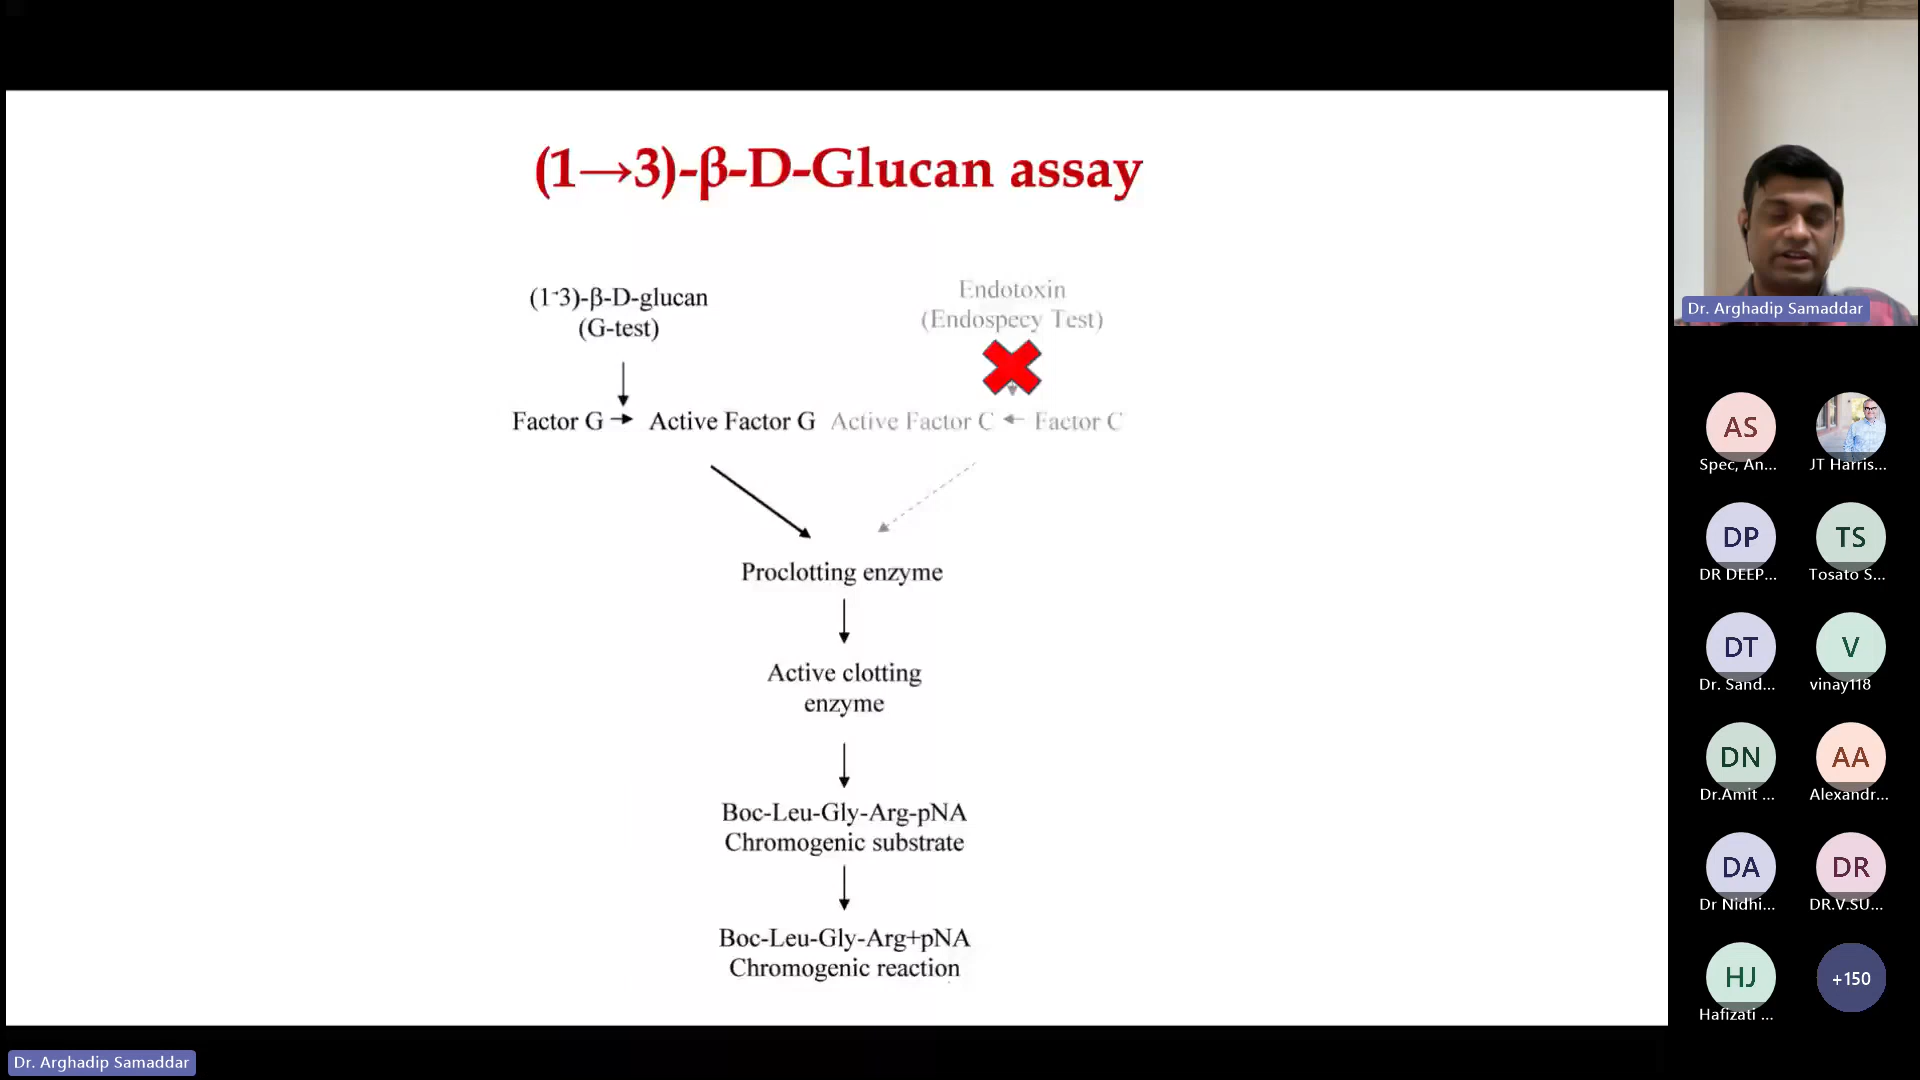 (1→3)-β-D-Glucan assay
(1→3)-β-D-glucan
(G-test)
Endotoxin
(Endospecy Test)
Factor G → Active Factor G
Active Factor C ← Factor C
Proclotting enzyme
Active clotting
enzyme
Boc-Leu-Gly-Arg-pNA
Chromogenic substrate
Boc-Leu-Gly-Arg+pNA
Chromogenic reaction
Dr. Arghadip Samaddar
Dr. Arghadip Samaddar
AS
Spec, An...
JT Harris...
DP
DR DEEP...
TS
Tosato S...
DT
Dr. Sand...
V
vinay118
DN
Dr.Amit ...
AA
Alexandr...
DA
Dr Nidhi...
DR
DR.V.SU...
HJ
Hafizati ...
+150